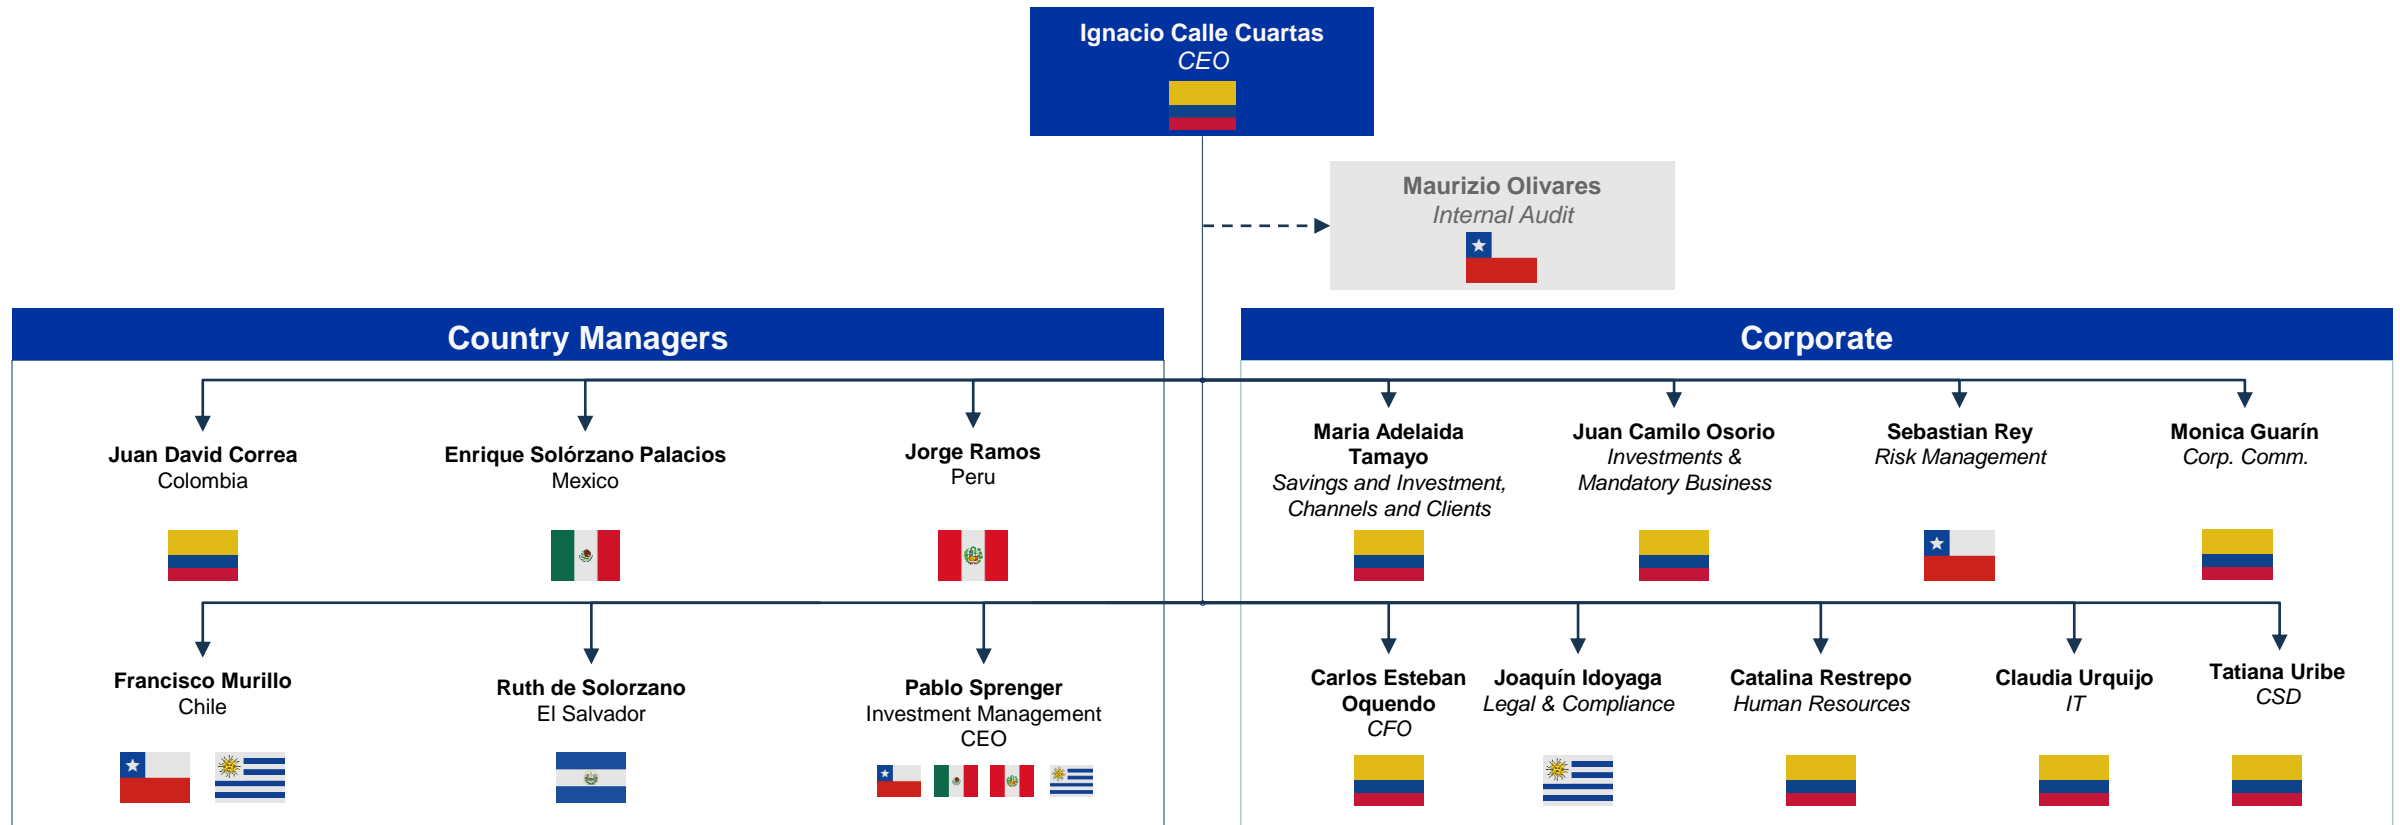 Ignacio Calle Cuartas
CEO
Maurizio Olivares
Internal Audit
Country Managers
Juan David Correa
Colombia
Enrique Solórzano Palacios
Mexico
Jorge Ramos
Peru
Francisco Murillo
Chile
Ruth de Solorzano
El Salvador
Pablo Sprenger
Investment Management
CEO
Corporate
Maria Adelaida
Tamayo
Savings and Investment,
Channels and Clients
Juan Camilo Osorio
Investments &
Mandatory Business
Sebastian Rey
Risk Management
Monica Guarín
Corp. Comm.
Carlos Esteban
Oquendo
CFO
Joaquín Idoyaga
Legal & Compliance
Catalina Restrepo
Human Resources
Claudia Urquijo
IT
Tatiana Uribe
CSD